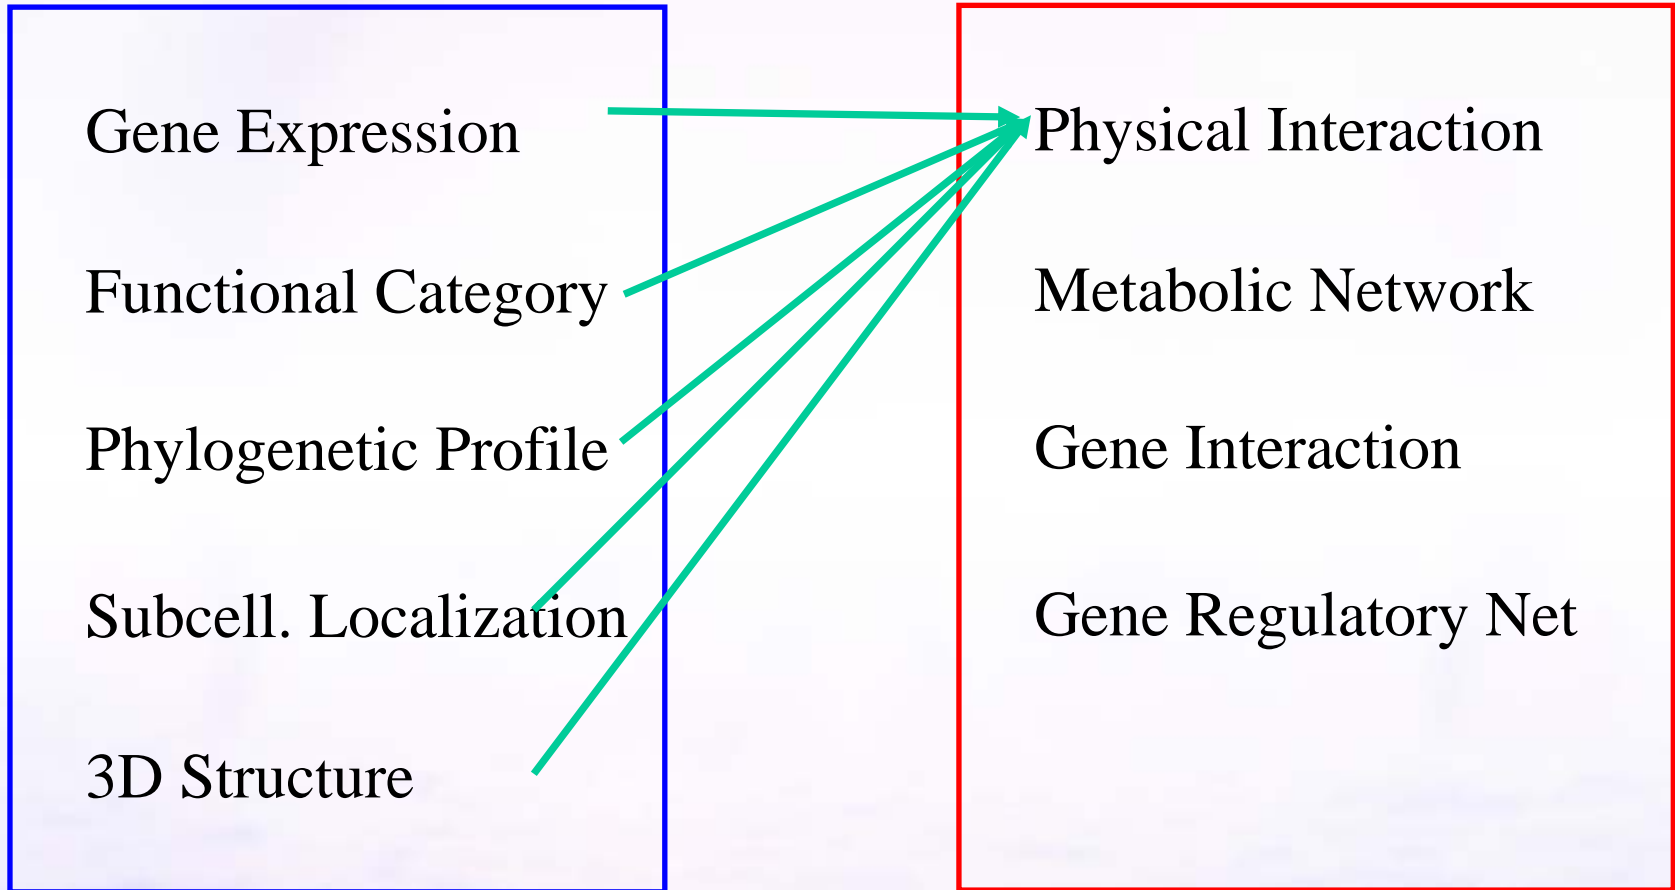 Gene Expression
Functional Category
Phylogenetic Profile
Subcell. Localization
3D Structure
Physical Interaction
Metabolic Network
Gene Interaction
Gene Regulatory Net